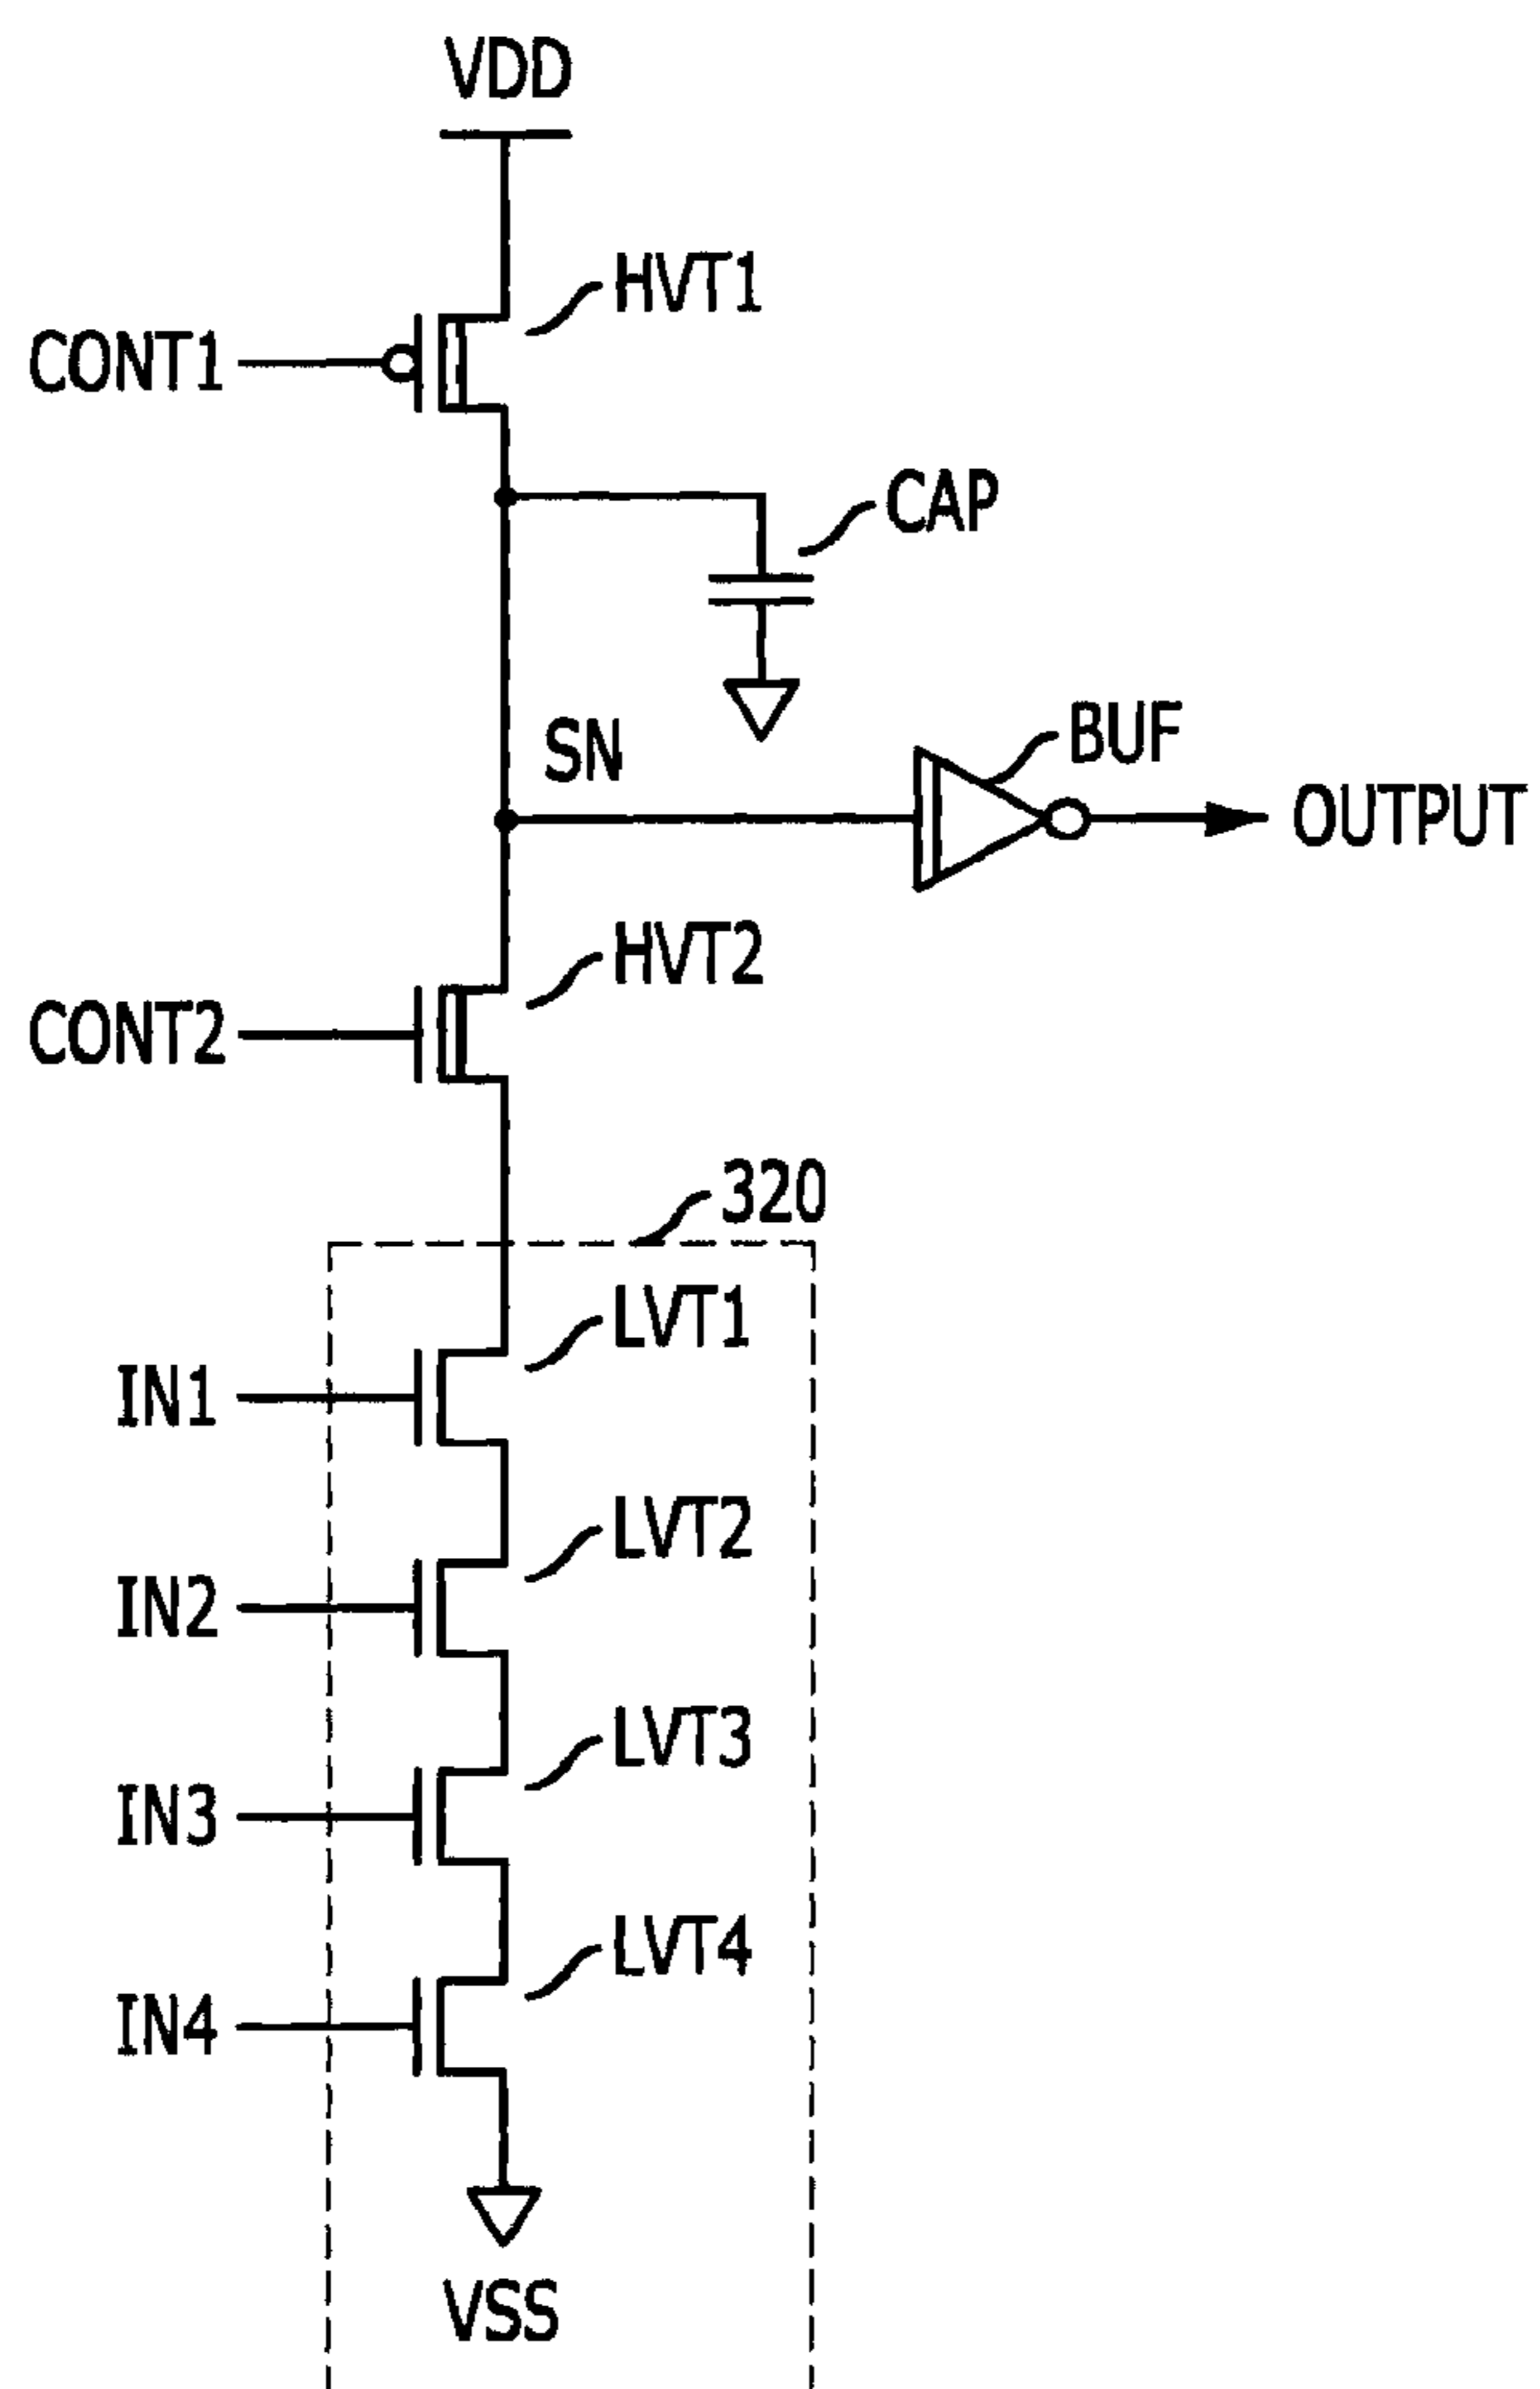 VDD
HVT1
CONT1
CAP
SN
BUF
OUTPUT
HVT2
CONT2
320
LVT1
IN1
LVT2
IN2
LVT3
IN3
LVT4
IN4
VSS